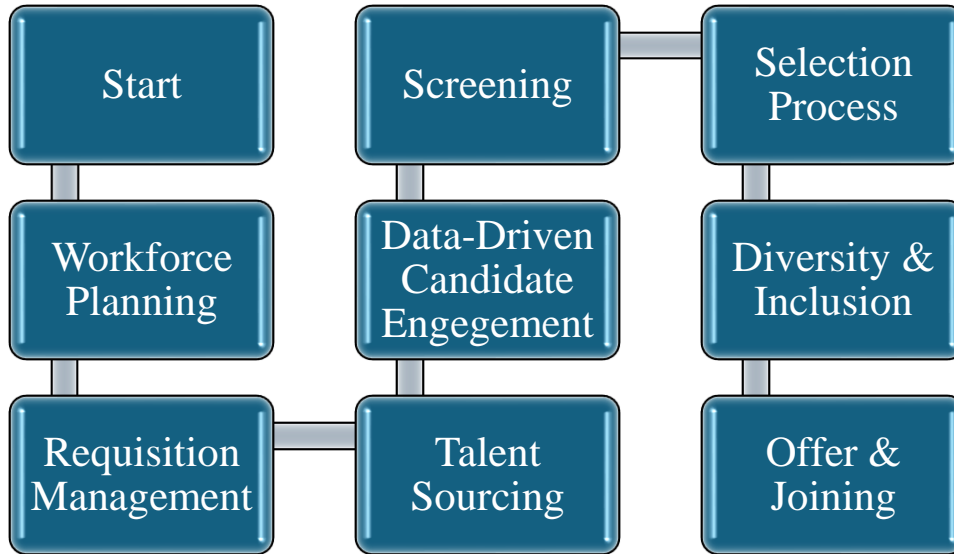 Start
Workforce
Planning
Requisition
Management
Talent
Sourcing
Data-Driven
Candidate
Engegement
Screening
Selection
Process
Diversity &
Inclusion
Offer &
Joining